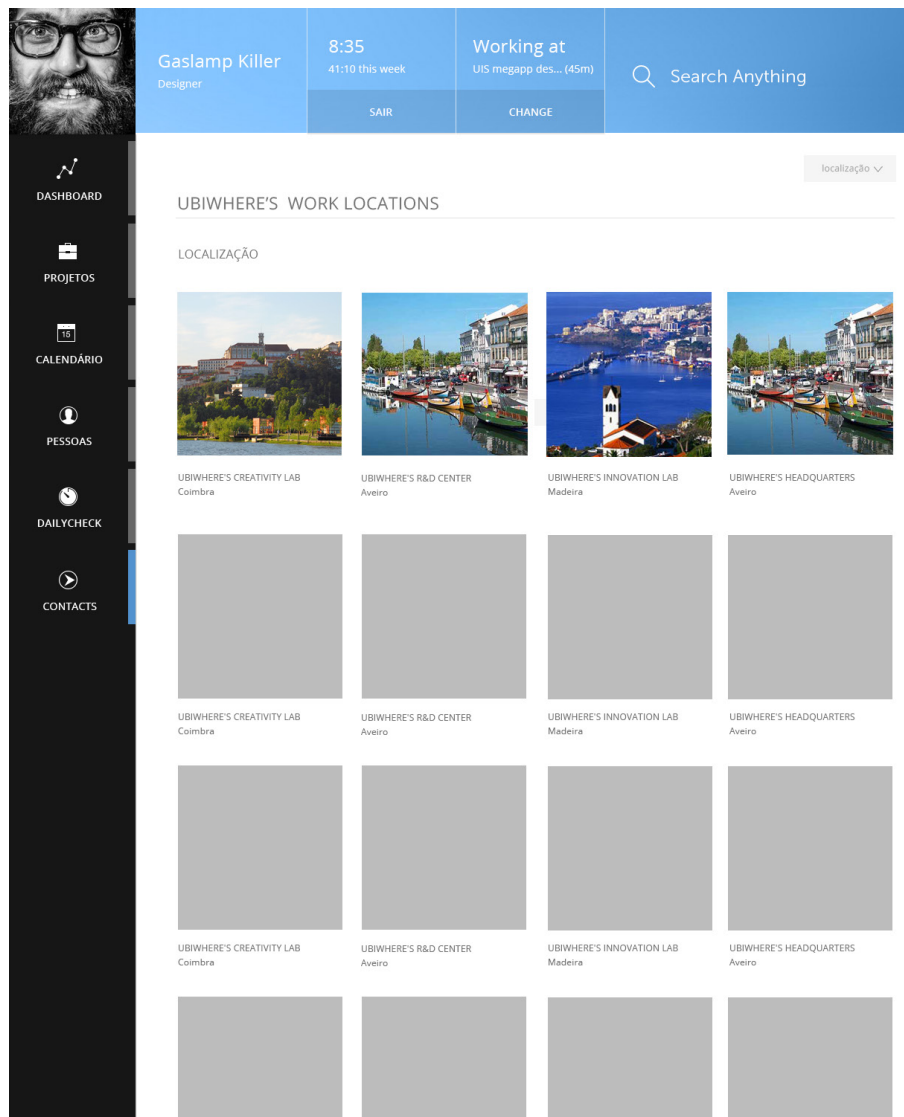 Gaslamp Killer
Designer
8:35
41:10 this week
SAIR
Working at
UIS megapp des... (45m)
CHANGE
Search Anything
DASHBOARD
PROJETOS
15
CALENDÁRIO
PESSOAS
DAILYCHECK
CONTACTS
localização
UBIWHERE'S WORK LOCATIONS
LOCALIZAÇÃO
UBIWHERE'S CREATIVITY LAB
Coimbra
UBIWHERE'S R&D CENTER
Aveiro
UBIWHERE'S INNOVATION LAB
Madeira
UBIWHERE'S HEADQUARTERS
Aveiro
UBIWHERE'S CREATIVITY LAB
Coimbra
UBIWHERE'S R&D CENTER
Aveiro
UBIWHERE'S INNOVATION LAB
Madeira
UBIWHERE'S HEADQUARTERS
Aveiro
UBIWHERE'S CREATIVITY LAB
Coimbra
UBIWHERE'S R&D CENTER
Aveiro
UBIWHERE'S INNOVATION LAB
Madeira
UBIWHERE'S HEADQUARTERS
Aveiro